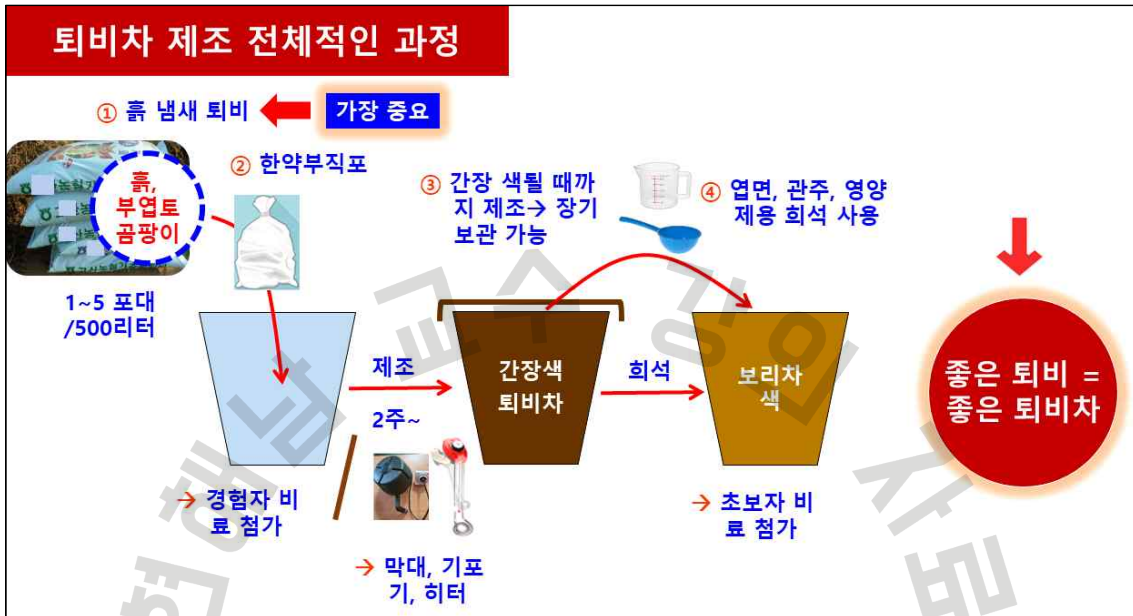 퇴비차 제조 전체적인 과정
① 흙 냄새 퇴비
가장 중요
② 한약부직포
흙,
부엽토
곰팡이
1~5 포대
/500리터
③ 간장 색될 때까
지 제조→ 장기
보관 가능
④ 엽면, 관주, 영양
제용 희석 사용
제조
2주~
간장색
퇴비차
희석
보리차
색
좋은 퇴비 =
좋은 퇴비차
→ 경험자 비
료 첨가
→ 막대, 기포
기, 히터
→ 초보자 비
료 첨가